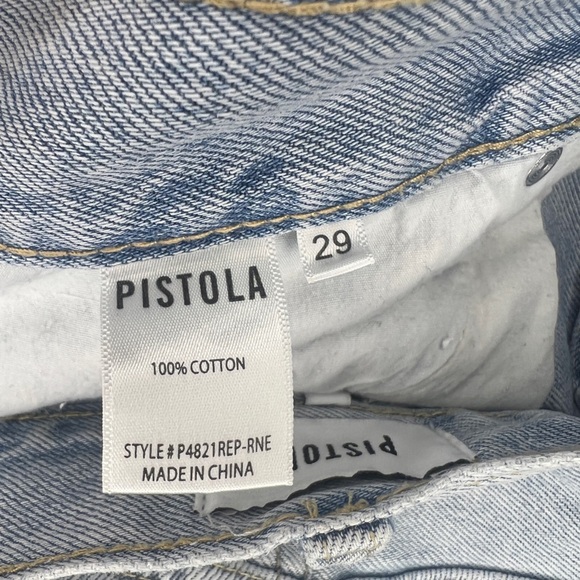 29
PISTOLA
100% COTTON
STYLE # P4821REP-RNE
MADE IN CHINA
PISTOL